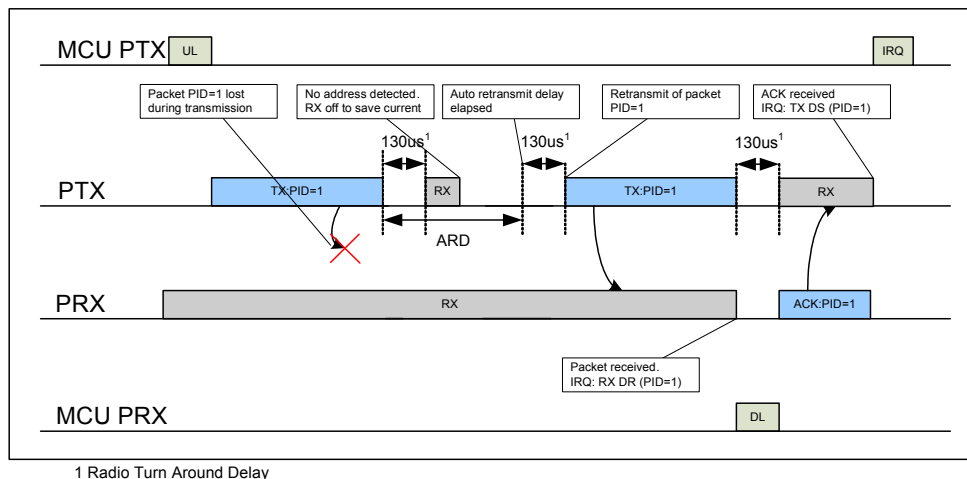 MCU PTX
UL
IRQ
Packet PID=1 lost
during transmission
No address detected.
RX off to save current
Auto retransmit delay
elapsed
Retransmit of packet
PID=1
ACK received
IRQ: TX DS (PID=1)
130us¹
130us¹
130us¹
PTX
TX:PID=1
RX
TX:PID=1
RX
ARD
PRX
RX
ACK:PID=1
Packet received.
IRQ: RX DR (PID=1)
MCU PRX
DL
1 Radio Turn Around Delay